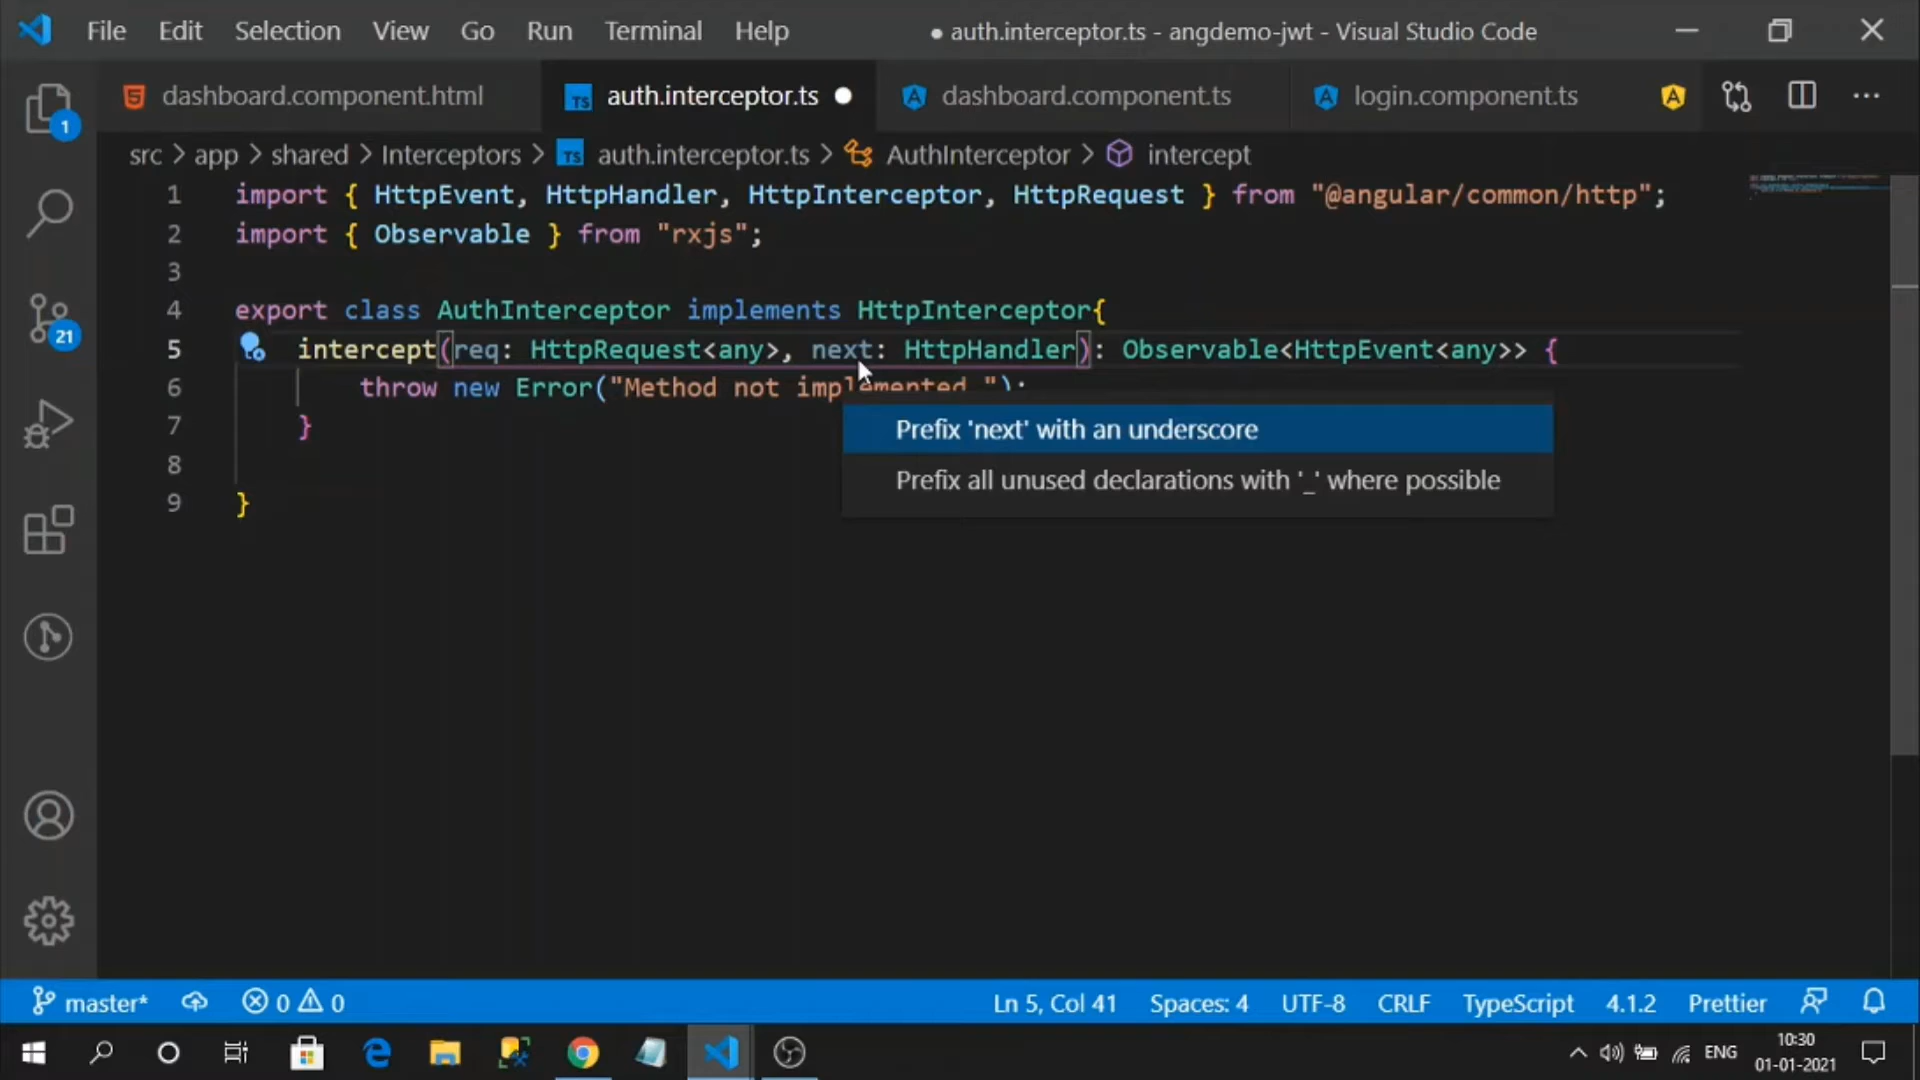 File Edit Selection View Go Run Terminal Help
● auth.interceptor.ts - angdemo-jwt - Visual Studio Code
dashboard.component.html
TS auth.interceptor.ts
dashboard.component.ts
login.component.ts
1
src > app > shared > Interceptors > TS auth.interceptor.ts > AuthInterceptor > intercept
1 import { HttpEvent, HttpHandler, HttpInterceptor, HttpRequest } from "@angular/common/http";
2 import { Observable } from "rxjs";
3
4 export class AuthInterceptor implements HttpInterceptor{
5 intercept(req: HttpRequest<any>, next: HttpHandler): Observable<HttpEvent<any>> {
6 throw new Error("Method not implemented.");
7 }
8
9 }
Prefix 'next' with an underscore
Prefix all unused declarations with '_' where possible
21
master* 0 0 Ln 5, Col 41 Spaces: 4 UTF-8 CRLF TypeScript 4.1.2 Prettier
ENG
10:30
01-01-2021